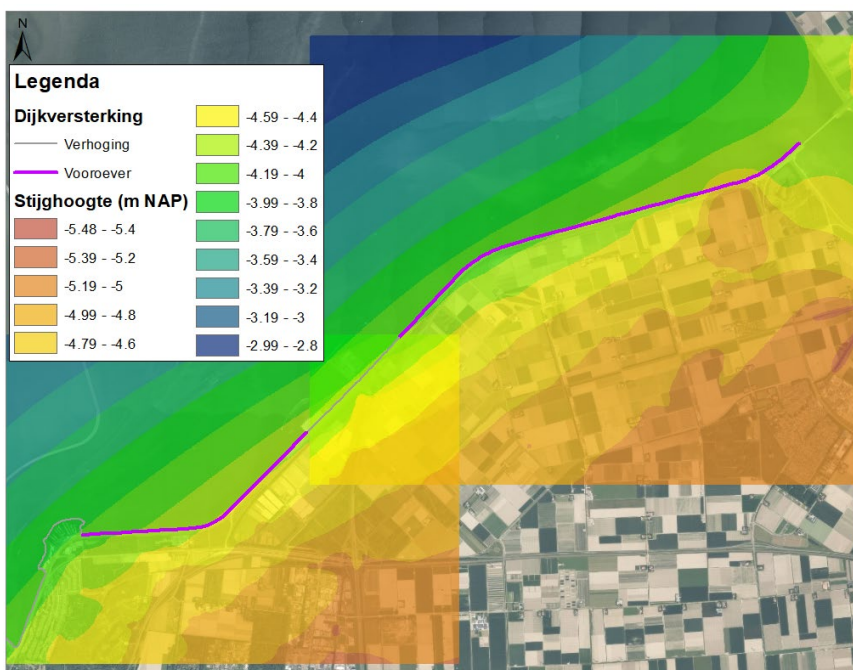 N
Legenda
Dijkversterking
Verhoging
Vooroever
Stijghoogte (m NAP)
-5.48 - -5.4
-5.39 - -5.2
-5.19 - -5
-4.99 - -4.8
-4.79 - -4.6
-4.59 - -4.4
-4.39 - -4.2
-4.19 - -4
-3.99 - -3.8
-3.79 - -3.6
-3.59 - -3.4
-3.39 - -3.2
-3.19 - -3
-2.99 - -2.8